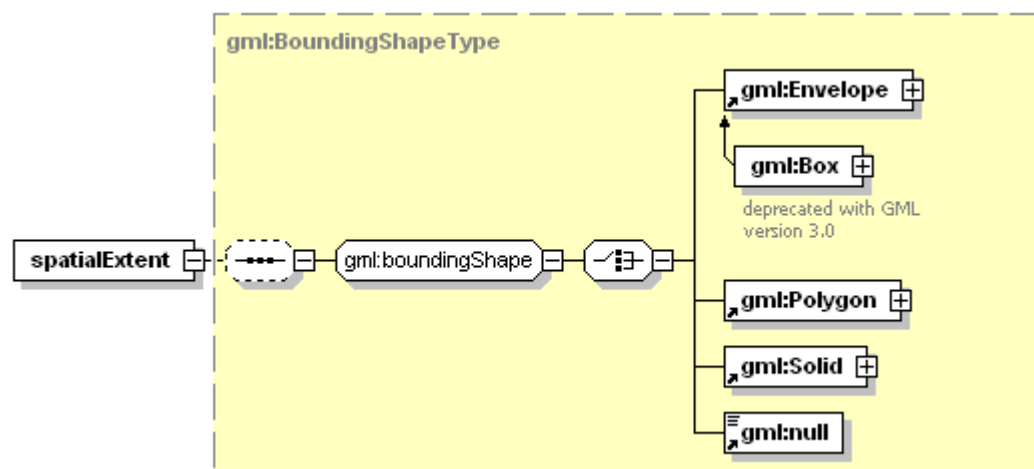 gml:BoundingShapeType
gml:Envelope
gml:Box
deprecated with GML
version 3.0
spatialExtent
gml:boundingShape
gml:Polygon
gml:Solid
gml:null